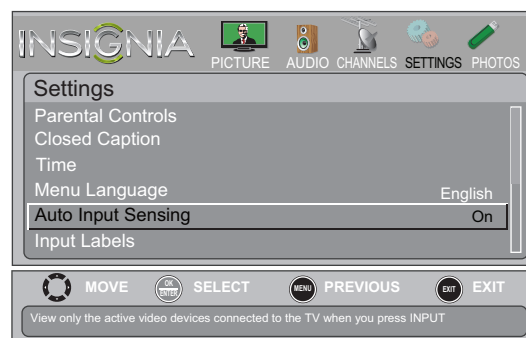 INSIGNIA
PICTURE AUDIO CHANNELS SETTINGS PHOTOS
Settings
Parental Controls
Closed Caption
Time
Menu Language English
Auto Input Sensing On
Input Labels
MOVE OK ENTER SELECT MENU PREVIOUS EXIT EXIT
View only the active video devices connected to the TV when you press INPUT